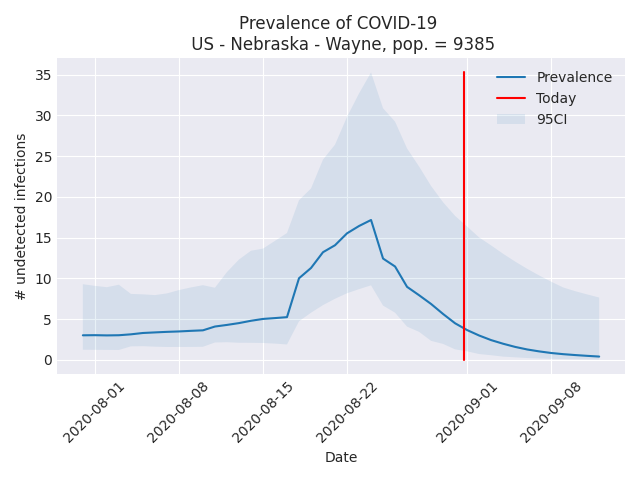 Prevalence of COVID-19
US - Nebraska - Wayne, pop. = 9385
Prevalence
Today
95CI
# undetected infections
35
30
25
20
15
10
5
0
2020-08-01
2020-08-08
2020-08-15
2020-08-22
2020-09-01
2020-09-08
Date